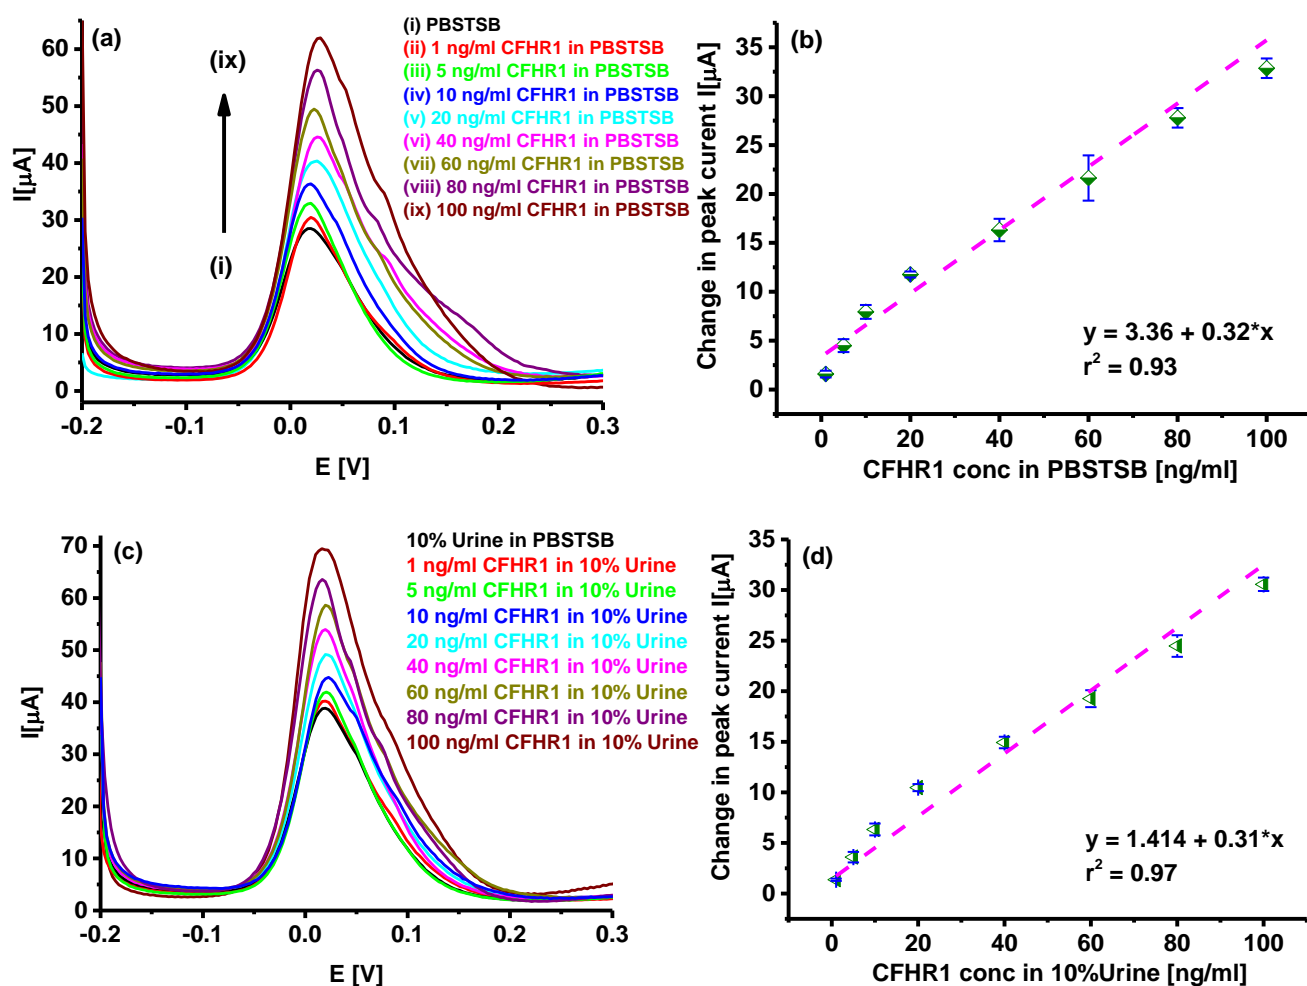 (a)
(i) PBSTSB
(ii) 1 ng/ml CFHR1 in PBSTSB
(iii) 5 ng/ml CFHR1 in PBSTSB
(iv) 10 ng/ml CFHR1 in PBSTSB
(v) 20 ng/ml CFHR1 in PBSTSB
(vi) 40 ng/ml CFHR1 in PBSTSB
(vii) 60 ng/ml CFHR1 in PBSTSB
(viii) 80 ng/ml CFHR1 in PBSTSB
(ix) 100 ng/ml CFHR1 in PBSTSB
(ix)
(i)
I[µA]
60
50
40
30
20
10
0
-0.2 -0.1 0.0 0.1 0.2 0.3
E [V]
(b)
Change in peak curent I[µA]
35
30
25
20
15
10
5
0
y = 3.36 + 0.32*x
r² = 0.93
0 20 40 60 80 100
CFHR1 conc in PBSTSB [ng/ml]
(c)
10% Urine in PBSTSB
1 ng/ml CFHR1 in 10% Urine
5 ng/ml CFHR1 in 10% Urine
10 ng/ml CFHR1 in 10% Urine
20 ng/ml CFHR1 in 10% Urine
40 ng/ml CFHR1 in 10% Urine
60 ng/ml CFHR1 in 10% Urine
80 ng/ml CFHR1 in 10% Urine
100 ng/ml CFHR1 in 10% Urine
I[µA]
70
60
50
40
30
20
10
0
-0.2 -0.1 0.0 0.1 0.2 0.3
E [V]
(d)
Change in peak current I[µA]
35
30
25
20
15
10
5
0
y = 1.414 + 0.31*x
r² = 0.97
0 20 40 60 80 100
CFHR1 conc in 10%Urine [ng/ml]